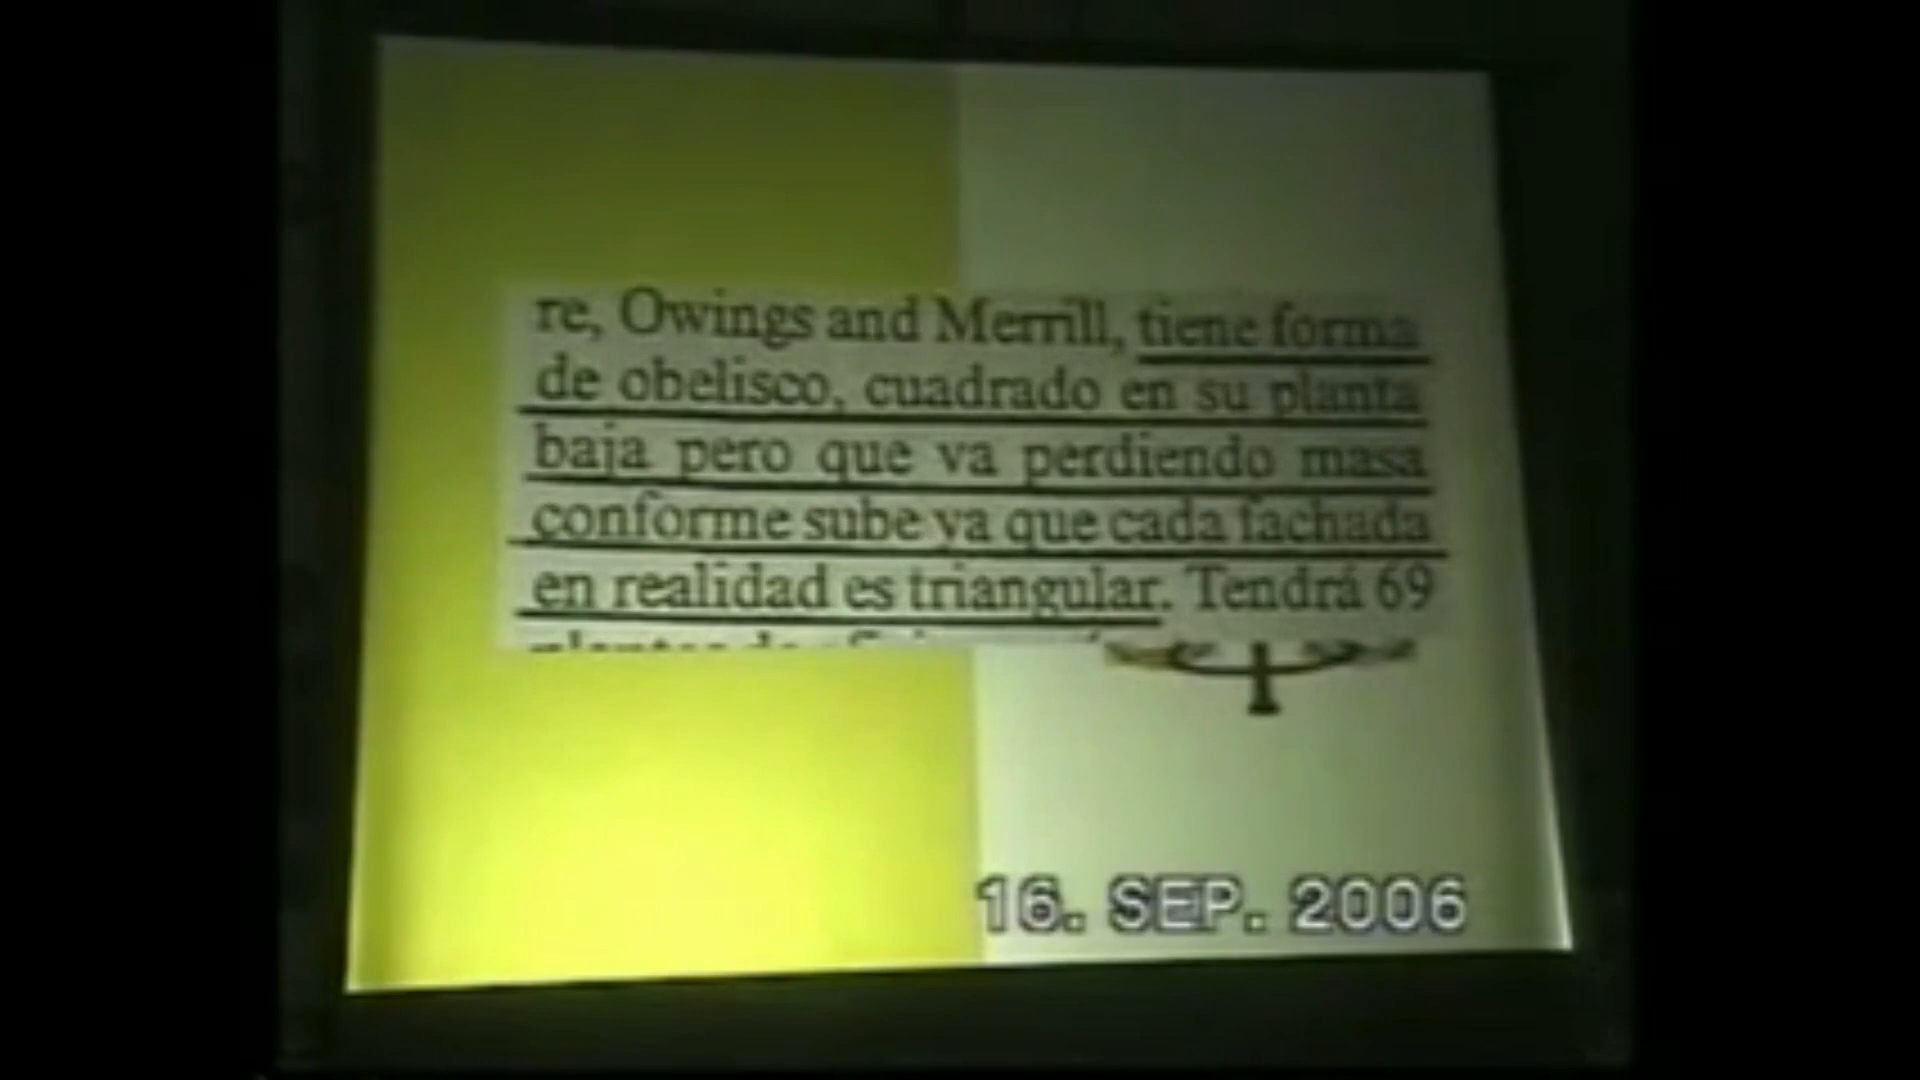 re, Owings and Merrill, tiene forma
de obelisco, cuadrado en su planta
baja pero que va perdiendo masa
conforme sube ya que cada fachada
en realidad es triangular. Tendrá 69
16. SEP. 2006